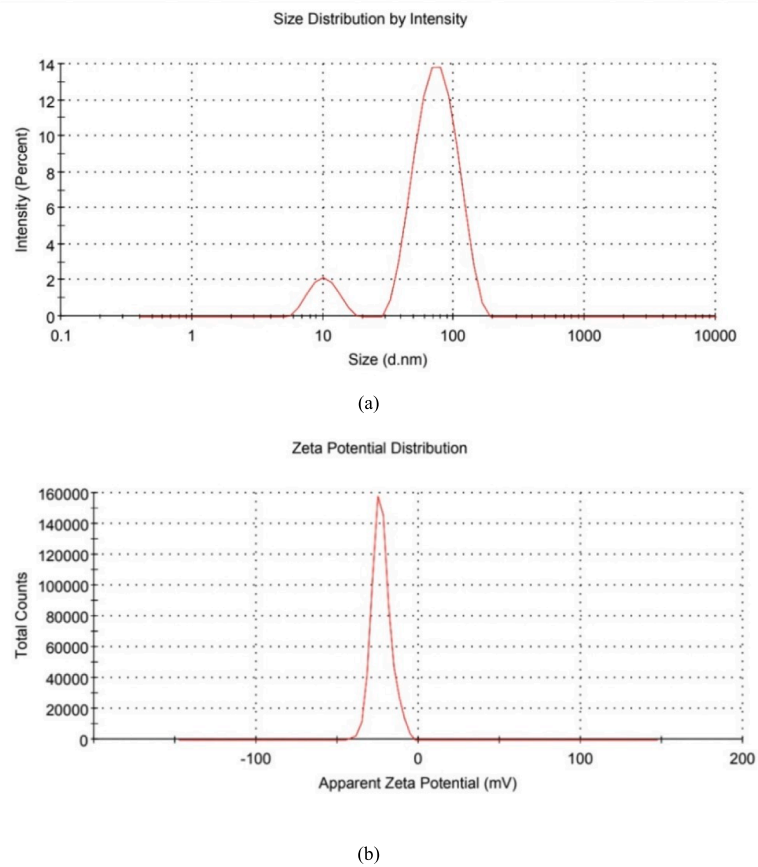 Size Distribution by Intensity
14
12
10
8
6
4
2
0
Intensity (Percent)
0.1 1 10 100 1000 10000
Size (d.nm)
(a)
Zeta Potential Distribution
160000
140000
120000
100000
80000
60000
40000
20000
0
Total Counts
-100 0 100 200
Apparent Zeta Potential (mV)
(b)